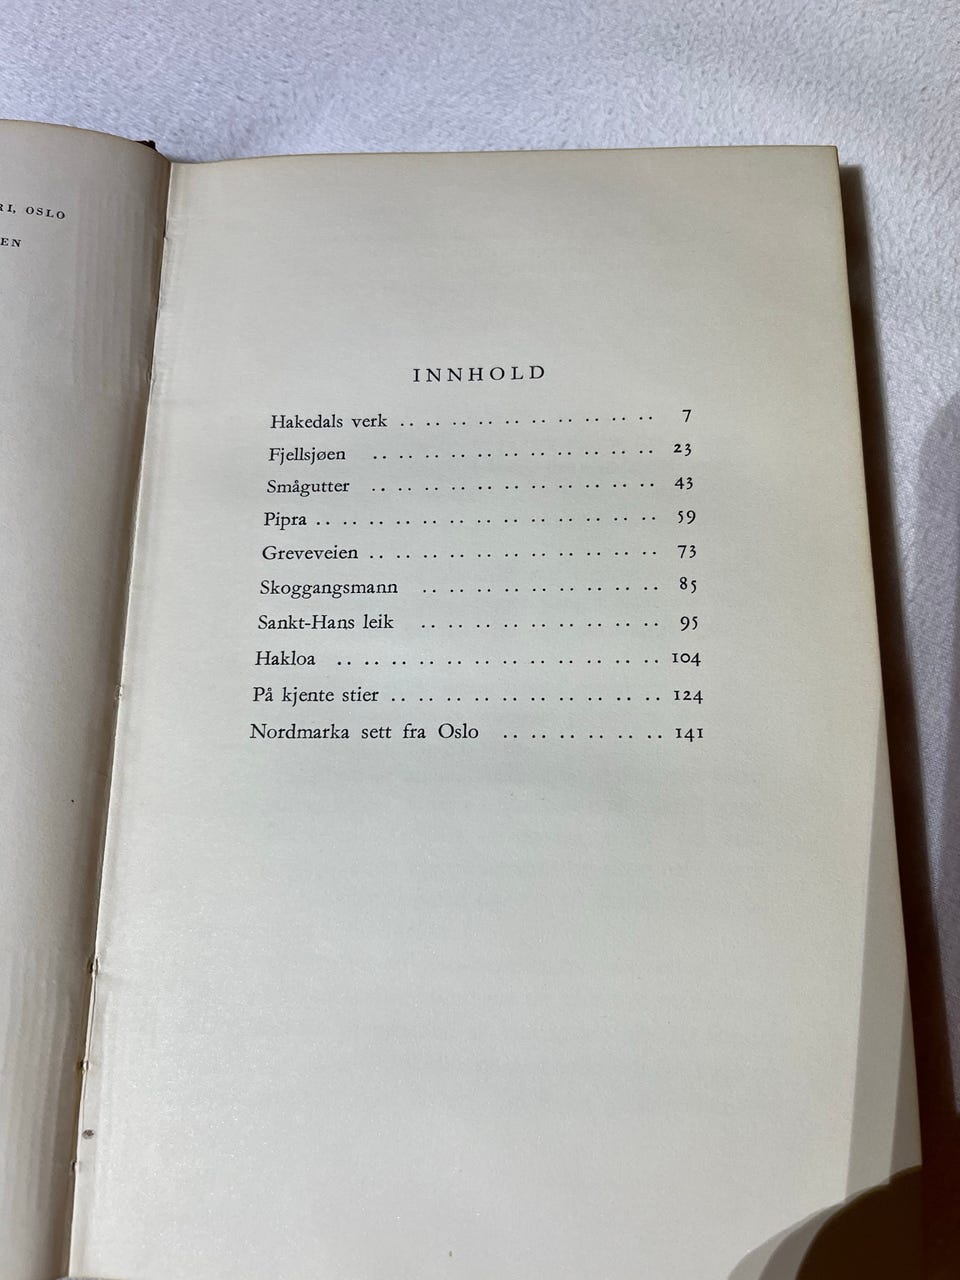 RI, OSLO
EN
INNHOLD
Hakedals verk .. .. .. .. .. .. .. .. .. .. 7
Fjellsjøen .. .. .. .. .. .. .. .. .. .. .. 23
Smågutter .. .. .. .. .. .. .. .. .. .. .. 43
Pipra .. .. .. .. .. .. .. .. .. .. .. .. .. 59
Greveveien .. .. .. .. .. .. .. .. .. .. .. 73
Skoggangsmann .. .. .. .. .. .. .. .. .. 85
Sankt-Hans leik .. .. .. .. .. .. .. .. .. 95
Hakloa .. .. .. .. .. .. .. .. .. .. .. .. 104
På kjente stier .. .. .. .. .. .. .. .. .. .. 124
Nordmarka sett fra Oslo .. .. .. .. .. .. 141